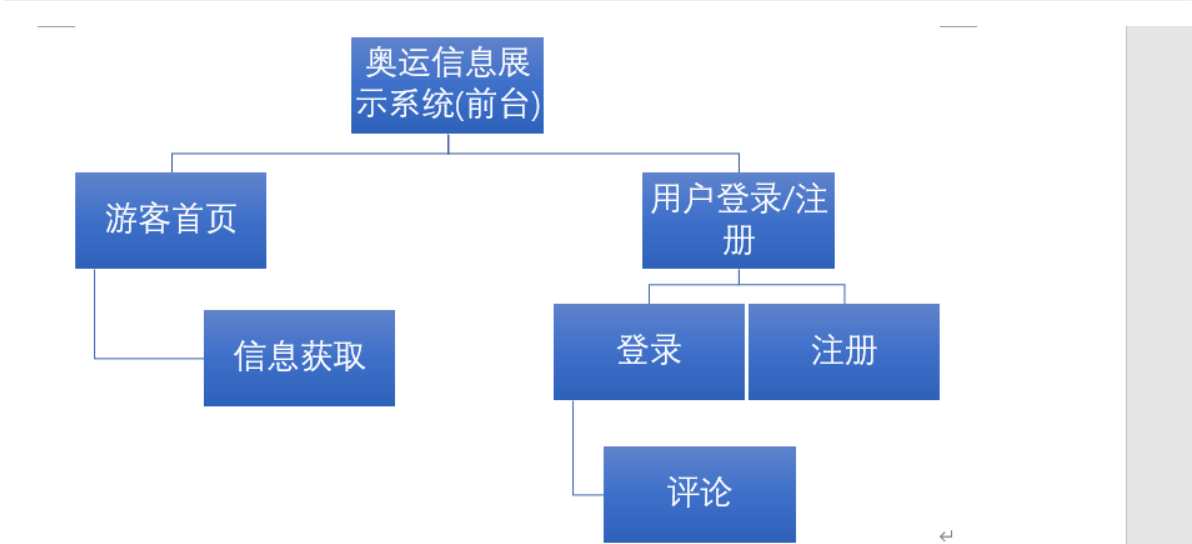 奥运信息展
示系统(前台)
游客首页
用户登录/注
册
信息获取
登录
注册
评论